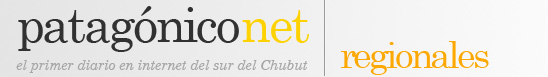 patagóniconet
el primer diario en internet del sur del Chubut
regionales